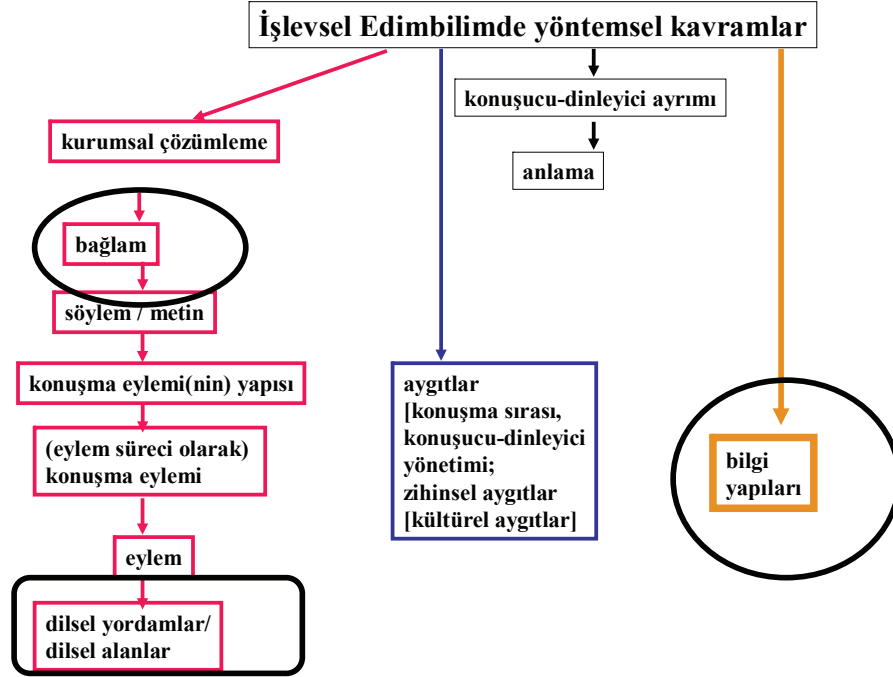 İşlevsel Edimbilimde yöntemsel kavramlar
konuşucu-dinleyici ayrımı
anlama
kurumsal çözümleme
bağlam
söylem / metin
konuşma eylemi(nin) yapısı
(eylem süreci olarak)
konuşma eylemi
eylem
dilsel yordamlar/
dilsel alanlar
aygıtlar
[konuşma sırası,
konuşucu-dinleyici
yönetimi;
zihinsel aygıtlar
[kültürel aygıtlar]
bilgi
yapıları